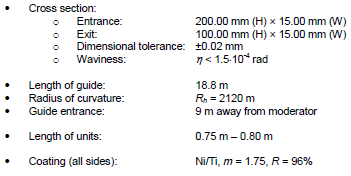 • Cross section:
o Entrance: 200.00 mm (H) × 15.00 mm (W)
o Exit: 100.00 mm (H) × 15.00 mm (W)
o Dimensional tolerance: ±0.02 mm
o Waviness: η < 1.5·10⁻⁴ rad
• Length of guide: 18.8 m
• Radius of curvature: Rₕ = 2120 m
• Guide entrance: 9 m away from moderator
• Length of units: 0.75 m – 0.80 m
• Coating (all sides): Ni/Ti, m = 1.75, R = 96%